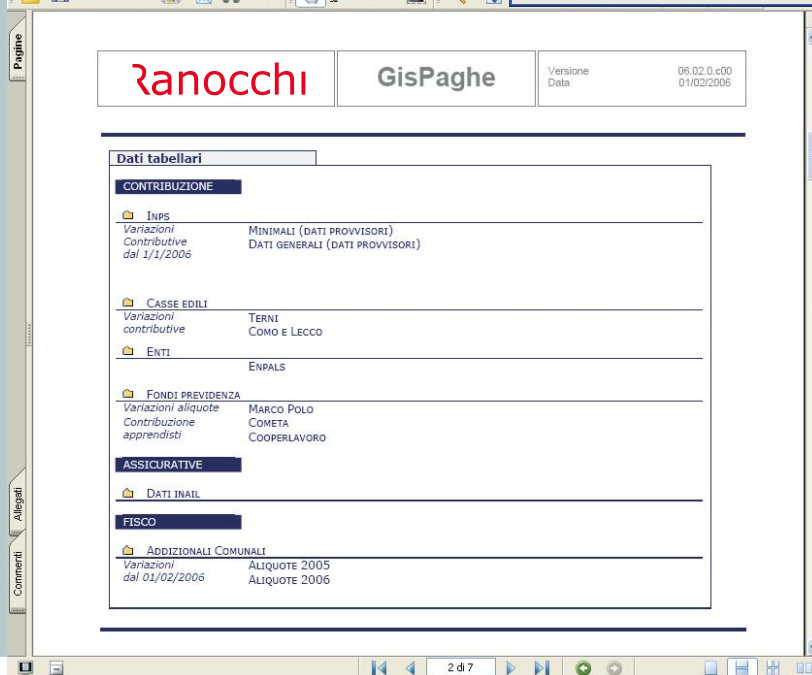 Pagine
Ranocchi
GisPaghe
Versione 06.02.0.c00
Data 01/02/2006
Dati tabellari
CONTRIBUZIONE
INPS
Variazioni MINIMALI (DATI PROVVISORI)
Contributive DATI GENERALI (DATI PROVVISORI)
dal 1/1/2006
CASSE EDILI
Variazioni TERNI
contributive COMO E LECCO
ENTI
ENPALS
FONDI PREVIDENZA
Variazioni aliquote MARCO POLO
Contribuzione COMETA
apprendisti COOPERLAVORO
ASSICURATIVE
DATI INAIL
FISCO
ADDIZIONALI COMUNALI
Variazioni ALIQUOTE 2005
dal 01/02/2006 ALIQUOTE 2006
Allegati
Commenti
2 di 7